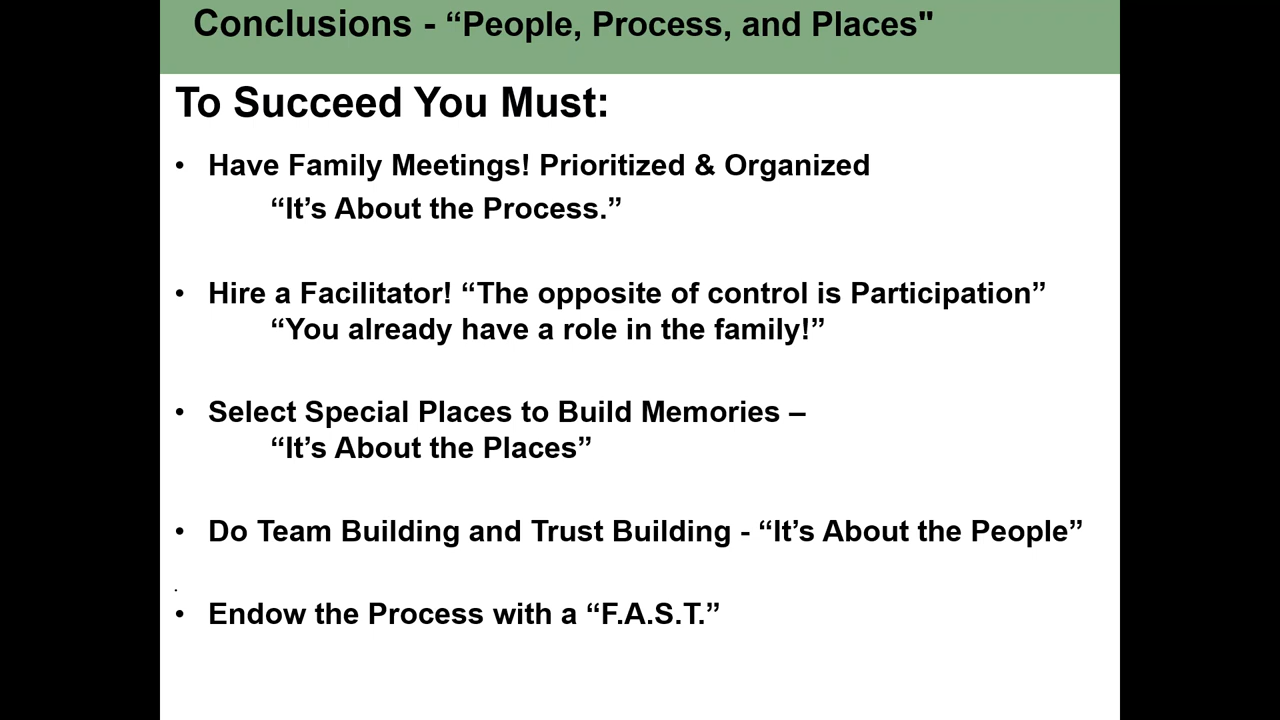 Conclusions - “People, Process, and Places"
To Succeed You Must:
• Have Family Meetings! Prioritized & Organized
“It’s About the Process.”
• Hire a Facilitator! “The opposite of control is Participation”
“You already have a role in the family!”
• Select Special Places to Build Memories –
“It’s About the Places”
• Do Team Building and Trust Building - “It’s About the People”
.
• Endow the Process with a “F.A.S.T.”